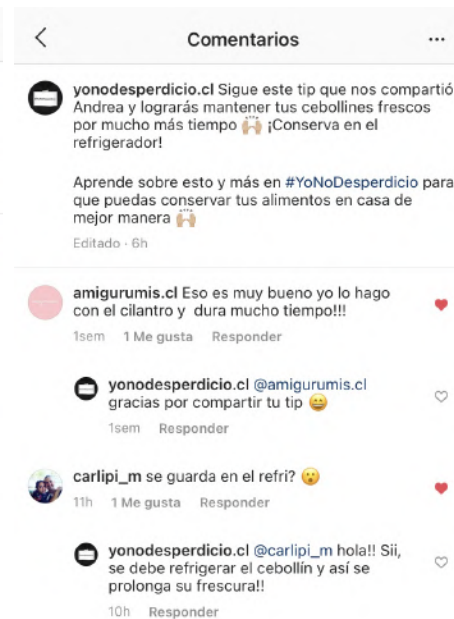 Comentarios
yonodesperdicio.cl Sigue este tip que nos compartió
Andrea y lograrás mantener tus cebollines frescos
por mucho más tiempo 🙌🏼 ¡Conserva en el
refrigerador!
Aprende sobre esto y más en #YoNoDesperdicio para
que puedas conservar tus alimentos en casa de
mejor manera 🙌🏼
Editado · 6h
amigurumis.cl Eso es muy bueno yo lo hago
con el cilantro y dura mucho tiempo!!!
1sem 1 Me gusta Responder
yonodesperdicio.cl @amigurumis.cl
gracias por compartir tu tip 😄
1sem Responder
carlipi_m se guarda en el refri? 😮
11h 1 Me gusta Responder
yonodesperdicio.cl @carlipi_m hola!! Sii,
se debe refrigerar el cebollín y así se
prolonga su frescura!!
10h Responder